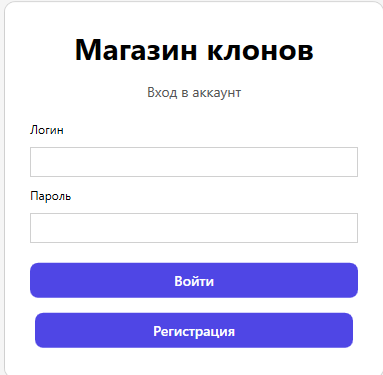 Магазин клонов
Вход в аккаунт
Логин
Пароль
Войти
Регистрация